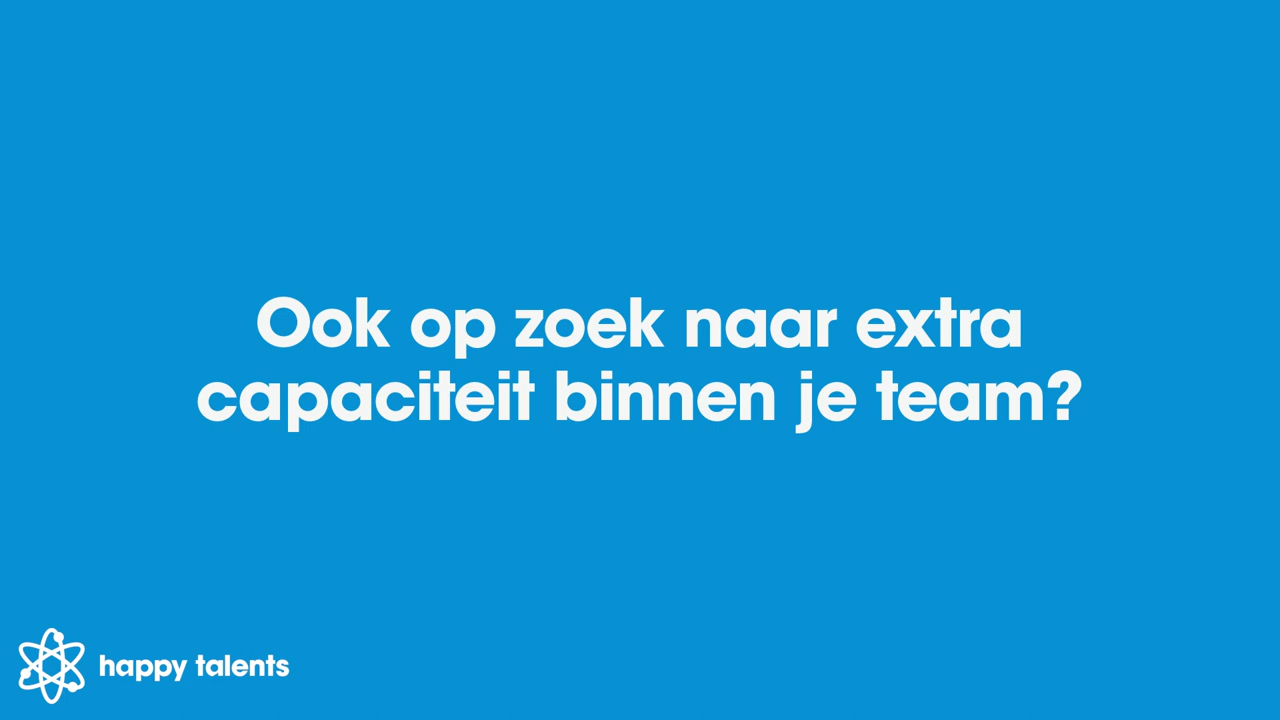 Ook op zoek naar extra
capaciteit binnen je team?
happy talents